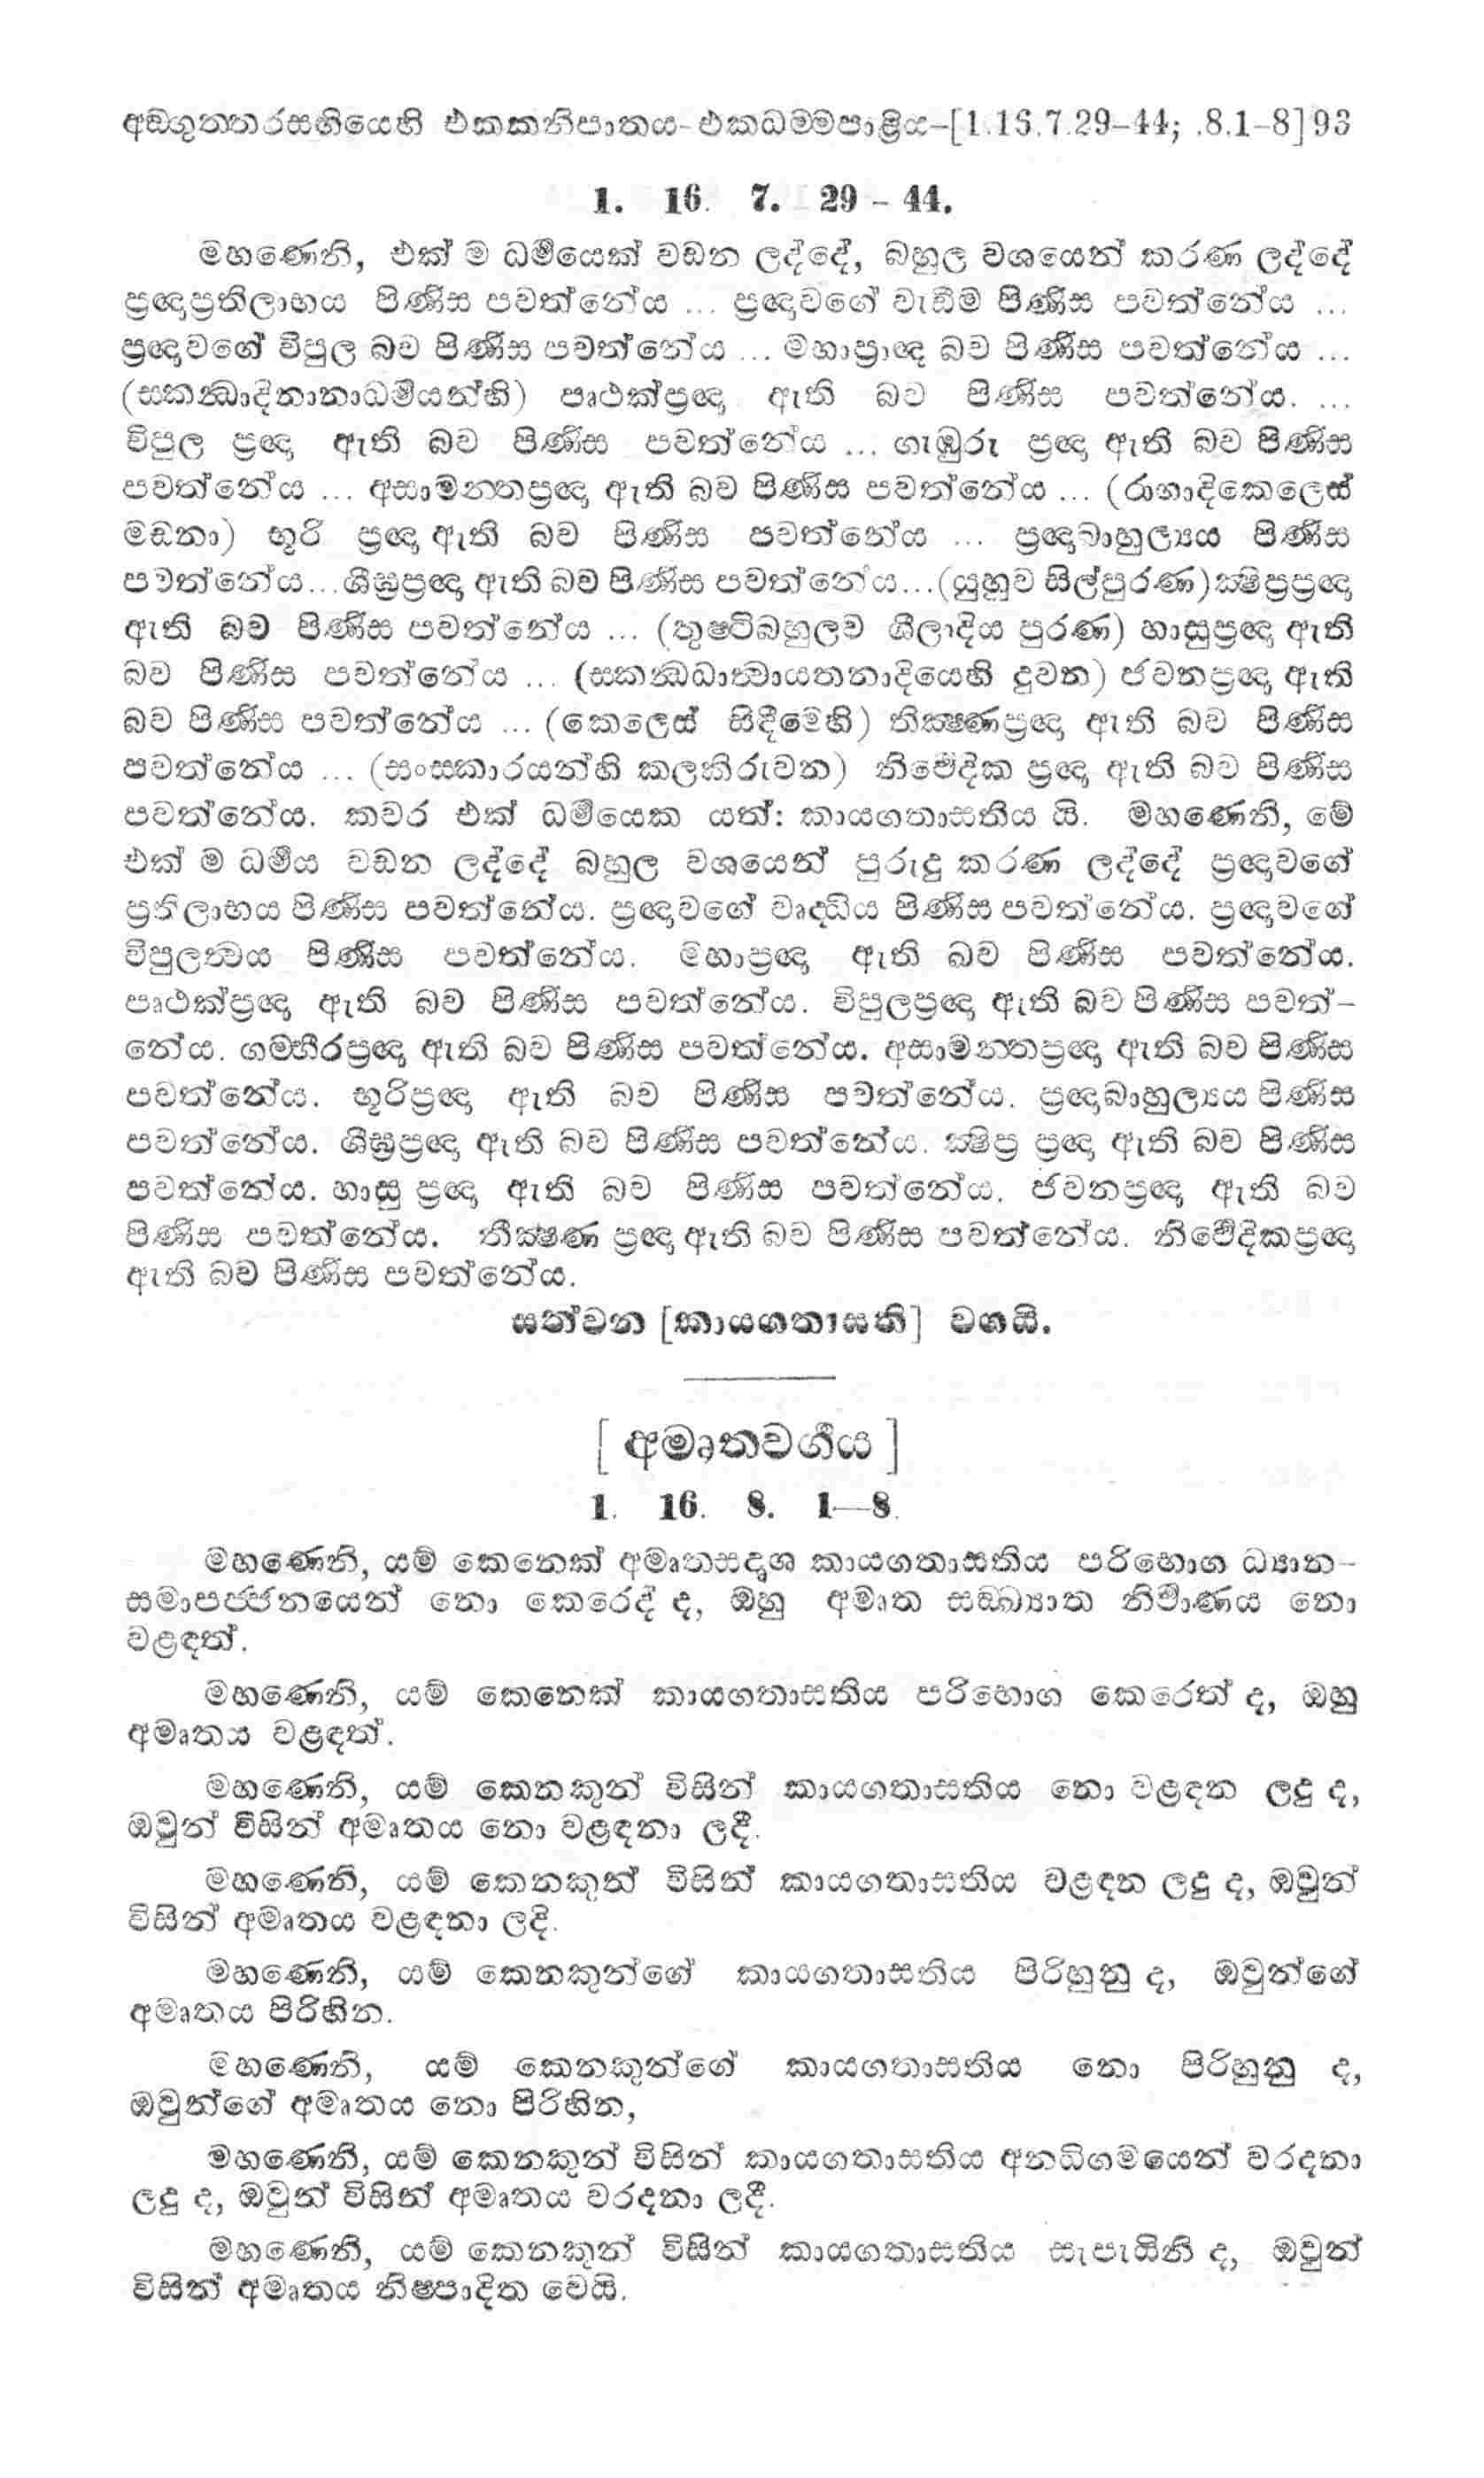 අඞ්ගුත්තරසඟියෙහි එකකනිපාතය-එකධම්මපාළිය-[1.16.7.29-44; .8.1-8]93
1. 16. 7. 29 - 44.
මහණෙනි, එක් ම ධර්‍මයෙක් වඩන ලද්දේ, බහුල වශයෙන් කරණ ලද්දේ
ප්‍රඥාප්‍රතිලාභය පිණිස පවත්නේය ... ප්‍රඥාවගේ වැඩීම පිණිස පවත්නේය ...
ප්‍රඥාවගේ විපුල බව පිණිස පවත්නේය ... මහාප්‍රාඥ බව පිණිස පවත්නේය ...
(ස්කන්‍ධාදිනානාධර්‍මයන්හි) පෘථක්ප්‍රඥා ඇති බව පිණිස පවත්නේය. ...
විපුල ප්‍රඥා ඇති බව පිණිස පවත්නේය ... ගැඹුරු ප්‍රඥා ඇති බව පිණිස
පවත්නේය ... අසාමන්තප්‍රඥා ඇති බව පිණිස පවත්නේය ... (රාගාදිකෙලෙස්
මඩනා) භූරි ප්‍රඥා ඇති බව පිණිස පවත්නේය ... ප්‍රඥාබාහුල්‍යය පිණිස
පවත්නේය...ශීඝ්‍රප්‍රඥා ඇති බව පිණිස පවත්නේය...(යුහුව සිල්පුරණ)ක්‍ෂිප්‍රප්‍රඥා
ඇති බව පිණිස පවත්නේය ... (තුෂ්ටිබහුලව ශීලාදිය පුරණ) හාසුප්‍රඥා ඇති
බව පිණිස පවත්නේය ... (ස්කන්‍ධධාත්‍වායතනාදියෙහි දුවන) ජවනප්‍රඥා ඇති
බව පිණිස පවත්නේය ... (කෙලෙස් සිඳීමෙහි) තික්‍ෂණප්‍රඥා ඇති බව පිණිස
පවත්නේය ... (සංස්කාරයන්හි කලකිරුවන) නිර්‍වේදික ප්‍රඥා ඇති බව පිණිස
පවත්නේය. කවර එක් ධර්‍මයෙක යත්: කායගතාසතිය යි. මහණෙනි, මේ
එක් ම ධර්‍මය වඩන ලද්දේ බහුල වශයෙන් පුරුදු කරණ ලද්දේ ප්‍රඥාවගේ
ප්‍රතිලාභය පිණිස පවත්නේය. ප්‍රඥාවගේ වෘද්ධිය පිණිස පවත්නේය. ප්‍රඥාවගේ
විපුලත්‍වය පිණිස පවත්නේය. මහාප්‍රඥා ඇති බව පිණිස පවත්නේය.
පෘථක්ප්‍රඥා ඇති බව පිණිස පවත්නේය. විපුලප්‍රඥා ඇති බව පිණිස පවත්-
නේය. ගම්භීරප්‍රඥා ඇති බව පිණිස පවත්නේය. අසාමන්තප්‍රඥා ඇති බව පිණිස
පවත්නේය. භූරිප්‍රඥා ඇති බව පිණිස පවත්නේය. ප්‍රඥාබාහුල්‍යය පිණිස
පවත්නේය. ශීඝ්‍රප්‍රඥා ඇති බව පිණිස පවත්නේය. ක්‍ෂිප්‍ර ප්‍රඥා ඇති බව පිණිස
පවත්නේය. හාසු ප්‍රඥා ඇති බව පිණිස පවත්නේය. ජවනප්‍රඥා ඇති බව
පිණිස පවත්නේය. තීක්‍ෂණ ප්‍රඥා ඇති බව පිණිස පවත්නේය. නිර්‍වේදිකප්‍රඥා
ඇති බව පිණිස පවත්නේය.
සත්වන [කායගතාසති] වගයි.
[ අමෘතවර්‍ගය ]
1. 16. 8. 1—8.
මහණෙනි, යම් කෙනෙක් අමෘතසදෘශ කායගතාසතිය පරිභොග ධ්‍යාන-
සමාපජ්ජනයෙන් නො කෙරෙද් ද, ඔහු අමෘත සඞ්ඛ්‍යාත නිර්‍වාණය නො
වළඳත්.
මහණෙනි, යම් කෙනෙක් කායගතාසතිය පරිභොග කෙරෙත් ද, ඔහු
අමෘතය වළඳත්.
මහණෙනි, යම් කෙනකුන් විසින් කායගතාසතිය නො වළඳන ලදු ද,
ඔවුන් විසින් අමෘතය නො වළඳනා ලදී.
මහණෙනි, යම් කෙනකුන් විසින් කායගතාසතිය වළඳන ලදු ද, ඔවුන්
විසින් අමෘතය වළඳනා ලදි.
මහණෙනි, යම් කෙනකුන්ගේ කායගතාසතිය පිරිහුනු ද, ඔවුන්ගේ
අමෘතය පිරිහින.
මහණෙනි, යම් කෙනකුන්ගේ කායගතාසතිය නො පිරිහුනු ද,
ඔවුන්ගේ අමෘතය නො පිරිහින,
මහණෙනි, යම් කෙනකුන් විසින් කායගතාසතිය අනධිගමයෙන් වරදනා
ලදු ද, ඔවුන් විසින් අමෘතය වරදනා ලදී.
මහණෙනි, යම් කෙනකුන් විසින් කායගතාසතිය සැපැයිනි ද, ඔවුන්
විසින් අමෘතය නිෂ්පාදිත වෙයි.